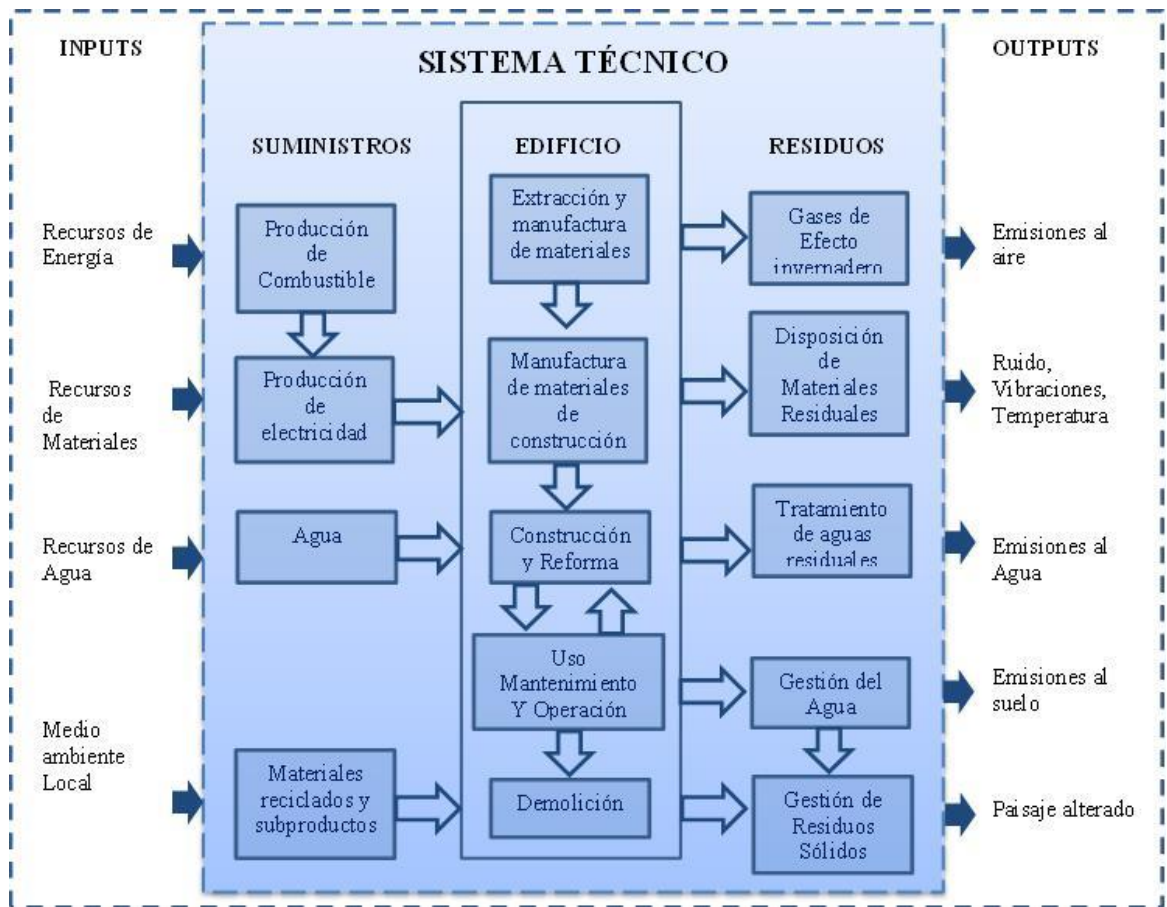 INPUTS
OUTPUTS
SISTEMA TÉCNICO
SUMINISTROS
EDIFICIO
RESIDUOS
Recursos de
Energía
Recursos
de
Materiales
Recursos de
Agua
Medio
ambiente
Local
Producción
de
Combustible
Producción
de
electricidad
Agua
Materiales
reciclados y
subproductos
Extracción y
manufactura
de materiales
Manufactura
de materiales
de
construcción
Construcción
y Reforma
Uso
Mantenimiento
Y Operación
Demolición
Gases de
Efecto
invernadero
Disposición
de
Materiales
Residuales
Tratamiento
de aguas
residuales
Gestión del
Agua
Gestión de
Residuos
Sólidos
Emisiones al
aire
Ruido,
Vibraciones,
Temperatura
Emisiones al
Agua
Emisiones al
suelo
Paisaje alterado